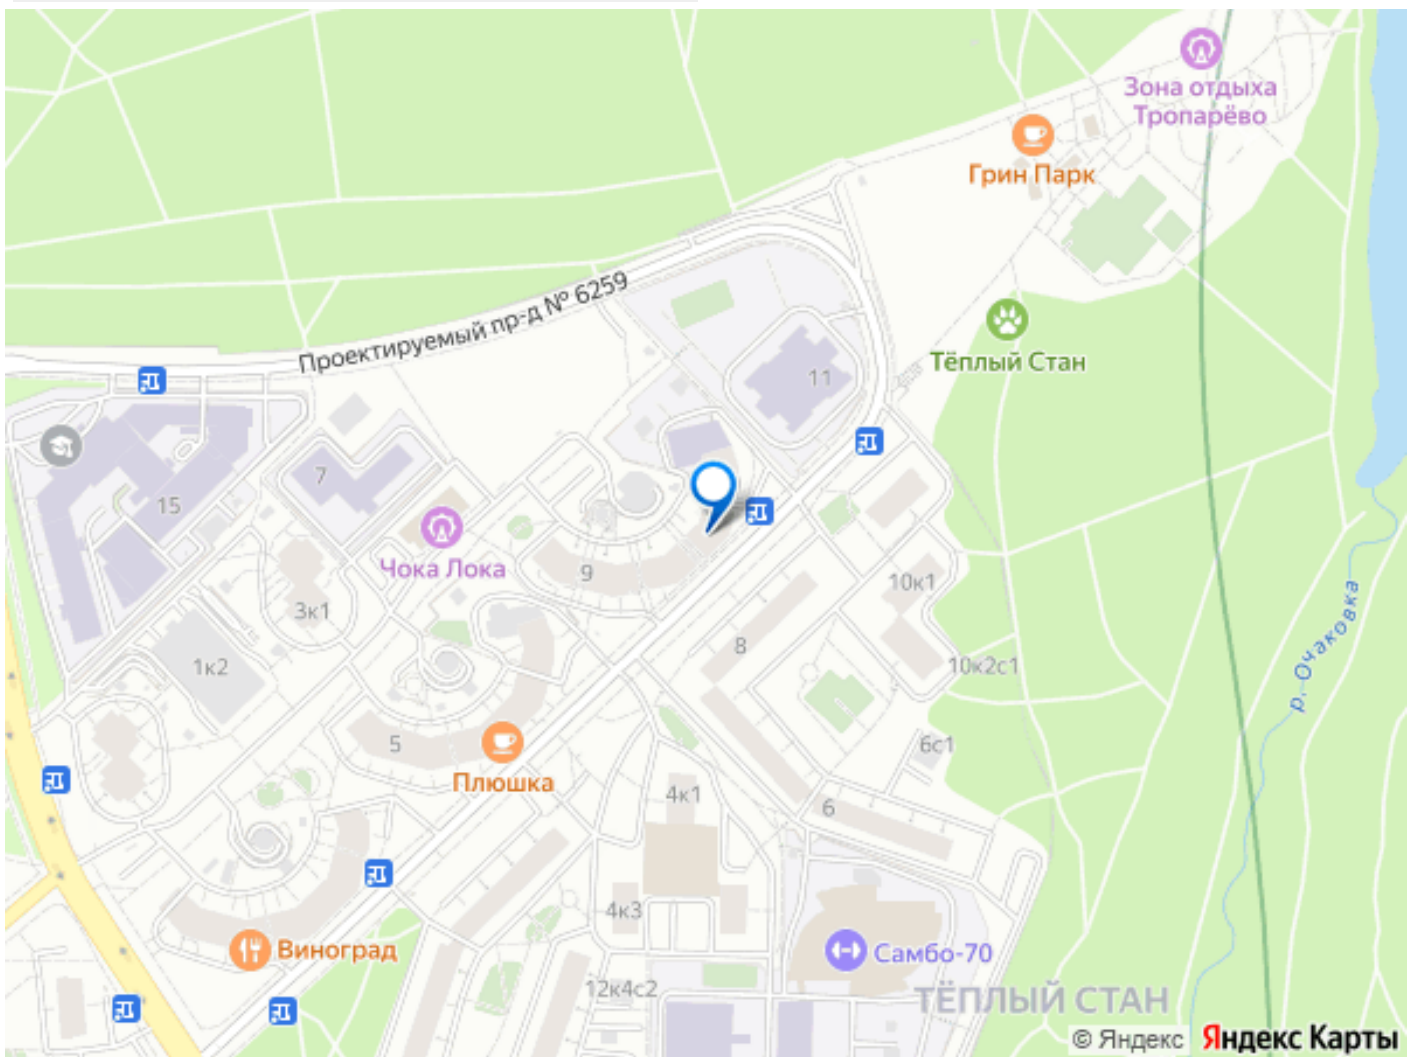 Зона отдыха
Тропарёво
Грин Парк
Проектируемый пр-д № 6259
Тёплый Стан
11
7
15
Чока Лока
9
10к1
3к1
8
1к2
10к2с1
р. Очаковка
5
6с1
Плюшка
4к1
6
4к3
Виноград
Самбо-70
12к4с2
ТЁПЛЫЙ СТАН
© Яндекс Яндекс Карты